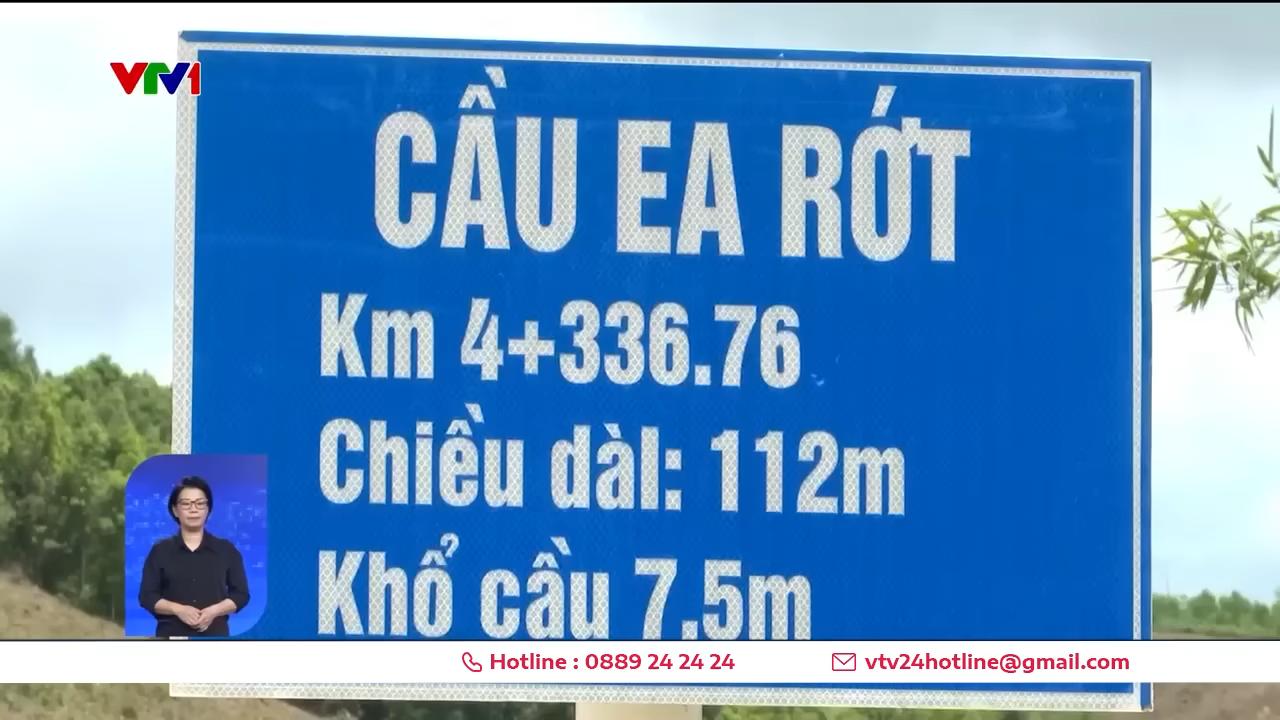 VTV1
CẦU EA RỚT
Km 4+336.76
Chiều dàl: 112m
Khổ cầu 7.5m
Hotline : 0889 24 24 24
vtv24hotline@gmail.com